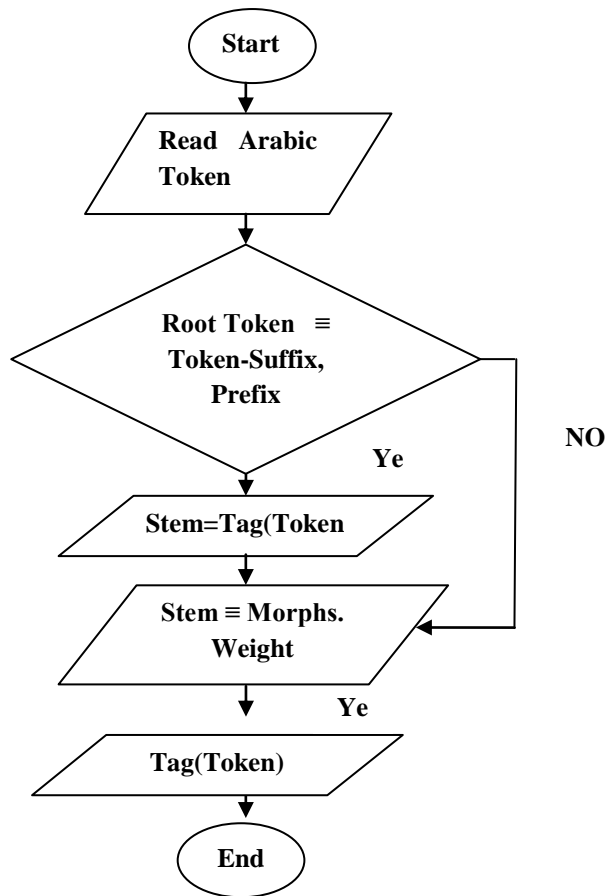 Start
Read Arabic
Token
Root Token ≡
Token-Suffix,
Prefix
NO
Ye
Stem=Tag(Token
Stem ≡ Morphs.
Weight
Ye
Tag(Token)
End